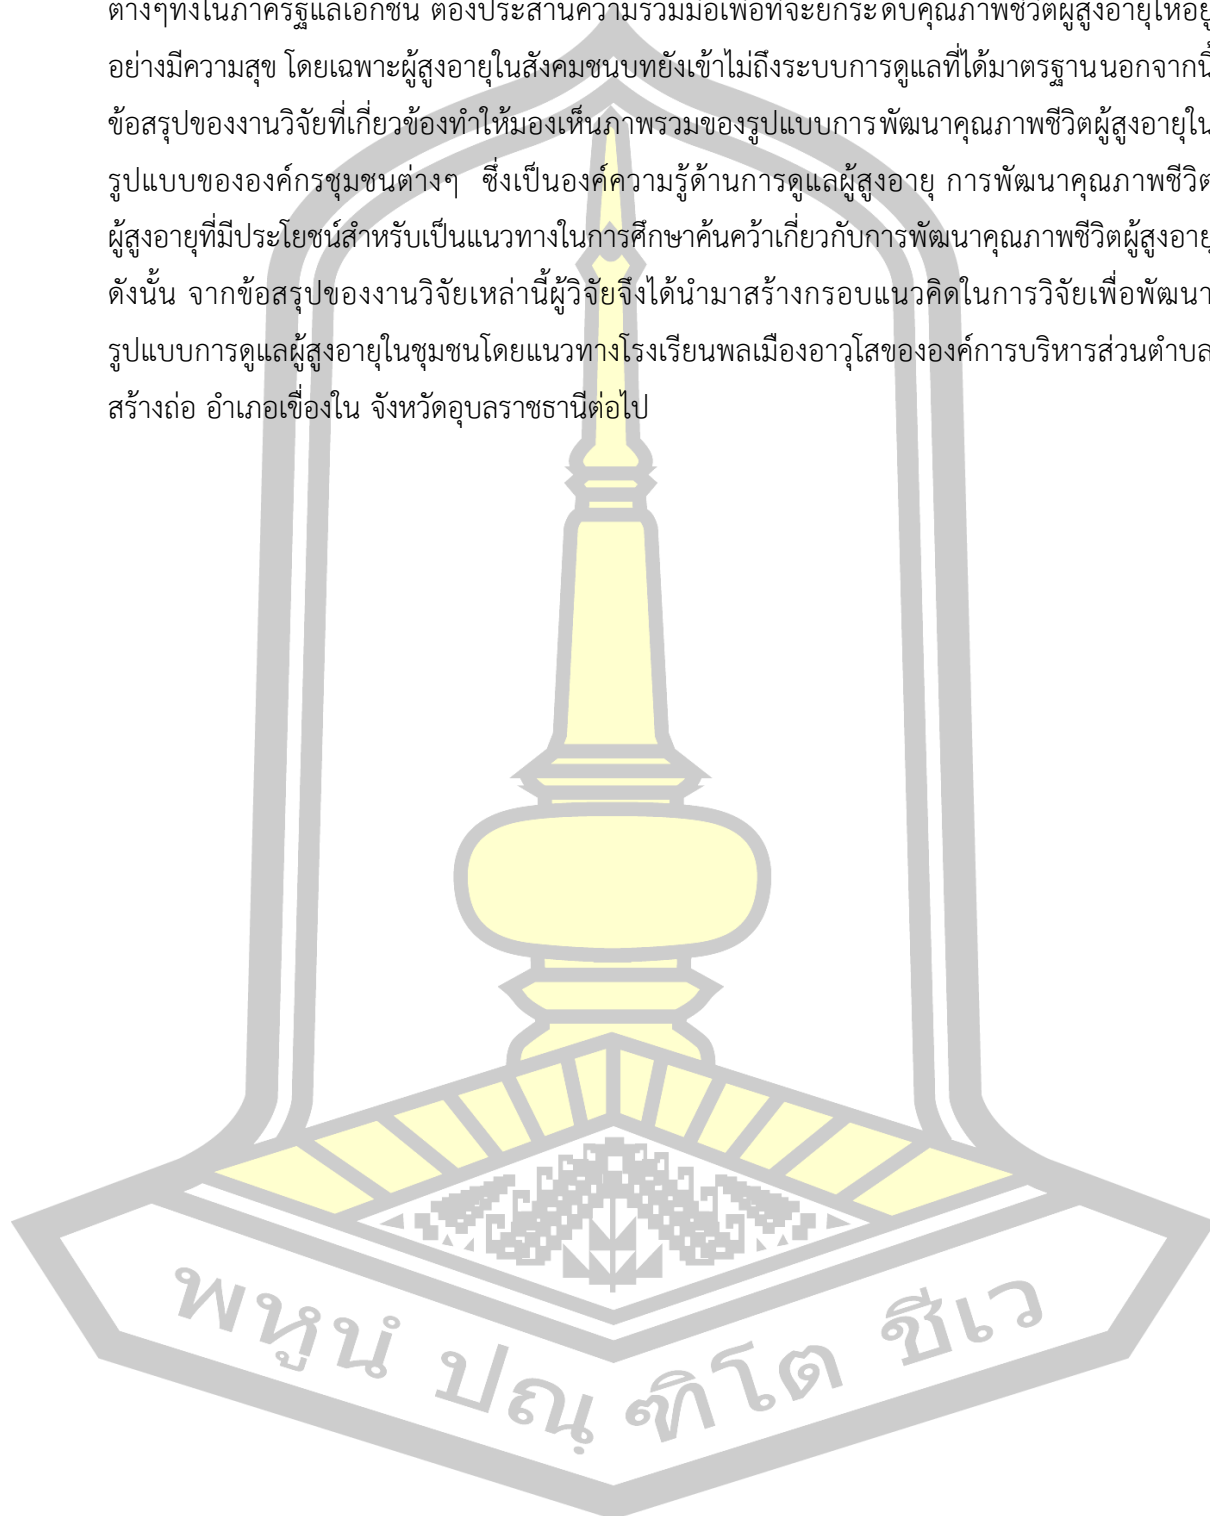 ต่างๆทั้งในภาครัฐและเอกชน ต้องประสานความร่วมมือเพื่อที่จะยกระดับคุณภาพชีวิตผู้สูงอายุให้อยู่
อย่างมีความสุข โดยเฉพาะผู้สูงอายุในสังคมชนบทยังเข้าไม่ถึงระบบการดูแลที่ได้มาตรฐานนอกจากนี้
ข้อสรุปของงานวิจัยที่เกี่ยวข้องทำให้มองเห็นภาพรวมของรูปแบบการพัฒนาคุณภาพชีวิตผู้สูงอายุใน
รูปแบบขององค์กรชุมชนต่างๆ ซึ่งเป็นองค์ความรู้ด้านการดูแลผู้สูงอายุ การพัฒนาคุณภาพชีวิต
ผู้สูงอายุที่มีประโยชน์สำหรับเป็นแนวทางในการศึกษาค้นคว้าเกี่ยวกับการพัฒนาคุณภาพชีวิตผู้สูงอายุ
ดังนั้น จากข้อสรุปของงานวิจัยเหล่านี้ผู้วิจัยจึงได้นำมาสร้างกรอบแนวคิดในการวิจัยเพื่อพัฒนา
รูปแบบการดูแลผู้สูงอายุในชุมชนโดยแนวทางโรงเรียนพลเมืองอาวุโสขององค์การบริหารส่วนตำบล
สร้างถ่อ อำเภอเขื่องใน จังหวัดอุบลราชธานีต่อไป
พหูนํ ปณฺฑิโต ชีเว